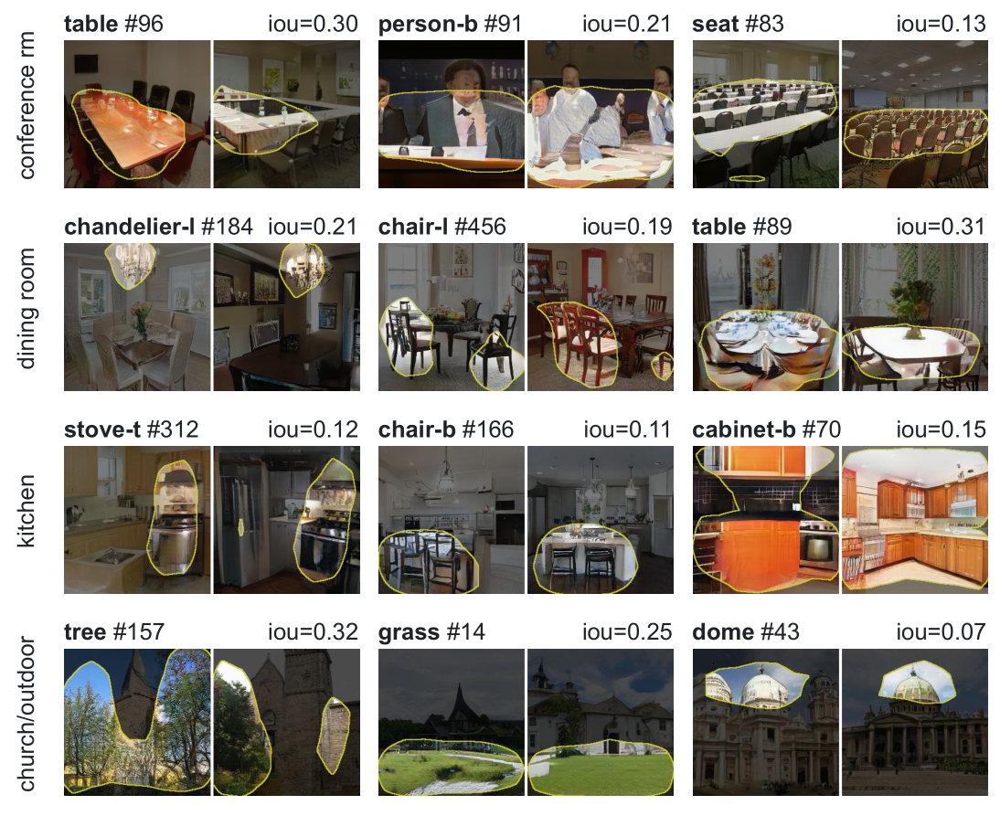 conference rm
table #96 iou=0.30
person-b #91 iou=0.21
seat #83 iou=0.13
dining room
chandelier-l #184 iou=0.21
chair-l #456 iou=0.19
table #89 iou=0.31
kitchen
stove-t #312 iou=0.12
chair-b #166 iou=0.11
cabinet-b #70 iou=0.15
church/outdoor
tree #157 iou=0.32
grass #14 iou=0.25
dome #43 iou=0.07